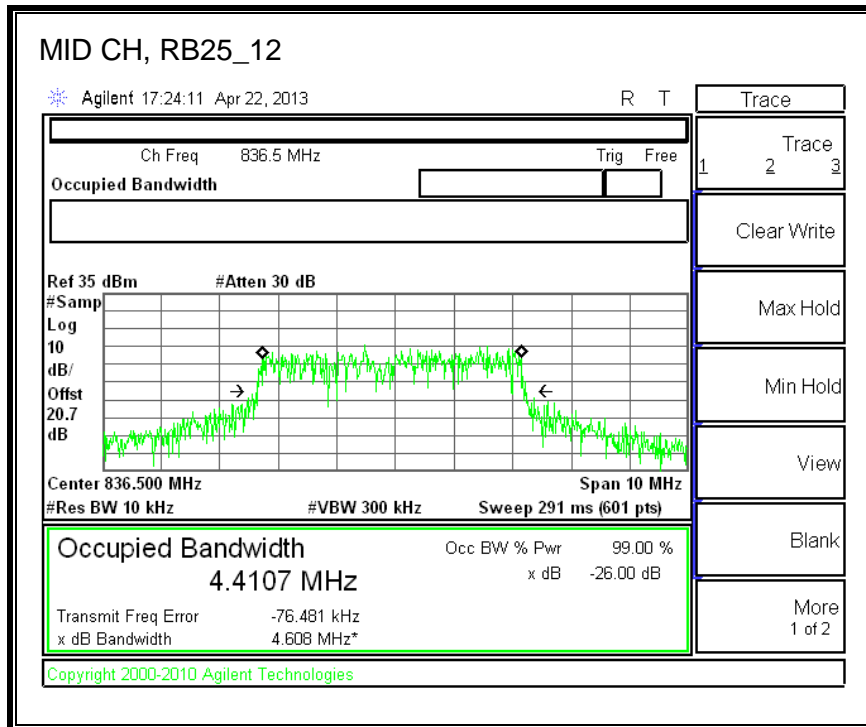 MID CH, RB25_12
Agilent 17:24:11 Apr 22, 2013 R T
Trace
Ch Freq 836.5 MHz Trig Free
Occupied Bandwidth
Trace
1 2 3
Clear Write
Max Hold
Min Hold
View
Blank
More
1 of 2
Ref 35 dBm #Atten 30 dB
#Samp
Log
10
dB/
Offst
20.7
dB
Center 836.500 MHz Span 10 MHz
#Res BW 10 kHz #VBW 300 kHz Sweep 291 ms (601 pts)
Occupied Bandwidth Occ BW % Pwr 99.00 %
4.4107 MHz x dB -26.00 dB
Transmit Freq Error -76.481 kHz
x dB Bandwidth 4.608 MHz*
Copyright 2000-2010 Agilent Technologies